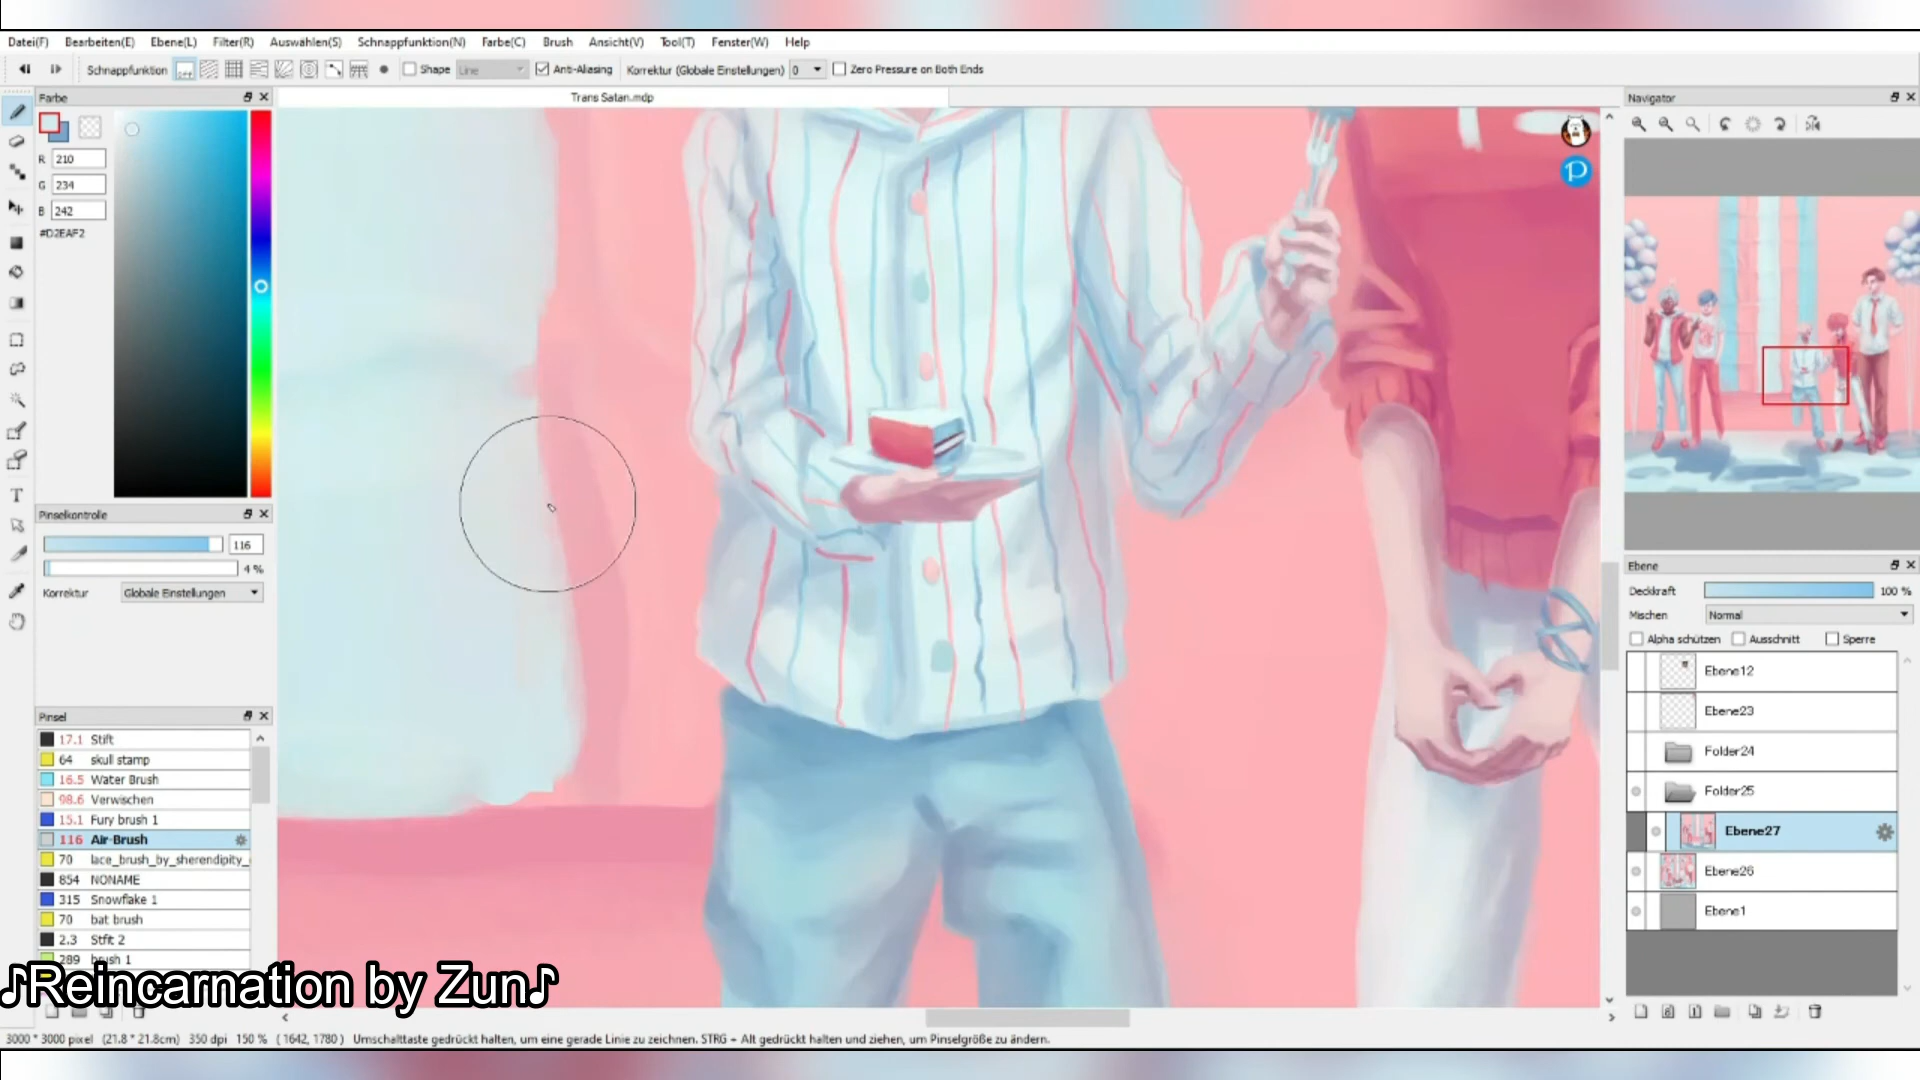 Datei(F) Bearbeiten(E) Ebene(L) Filter(R) Auswählen(S) Schnappfunktion(N) Farbe(C) Brush Ansicht(V) Tool(T) Fenster(W) Help
Schnappfunktion OFF Shape Line Anti-Aliasing Korrektur (Globale Einstellungen) 0 Zero Pressure on Both Ends
Farbe
Trans Satan.mdp
Navigator
R 210
G 234
B 242
#D2EAF2
P
Pinselkontrolle
116
4 %
Korrektur Globale Einstellungen
Ebene
Deckkraft 100 %
Mischen Normal
Alpha schützen Ausschnitt Sperre
Ebene12
Ebene23
Folder24
Folder25
Ebene27
Ebene26
Ebene1
Pinsel
17.1 Stift
64 skull stamp
16.5 Water Brush
98.6 Verwischen
15.1 Fury brush 1
116 Air-Brush
70 lace_brush_by_sherendipity_
854 NONAME
315 Snowflake 1
70 bat brush
2.3 Stfit 2
289 brush 1
♪Reincarnation by Zun♪
3000 * 3000 pixel (21.8 * 21.8cm) 350 dpi 150 % ( 1642, 1780 ) Umschalttaste gedrückt halten, um eine gerade Linie zu zeichnen. STRG + Alt gedrückt halten und ziehen, um Pinselgröße zu ändern.